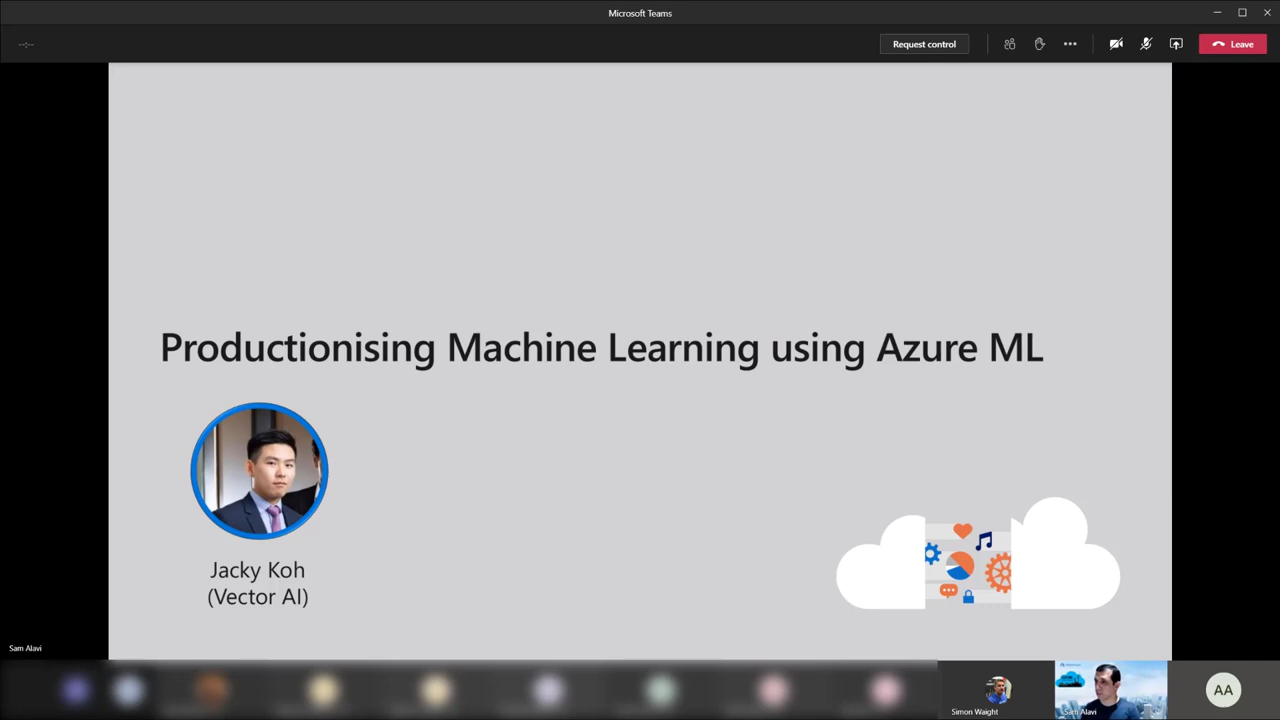 Microsoft Teams
Request control
Leave
Productionising Machine Learning using Azure ML
Jacky Koh
(Vector AI)
Sam Alavi
Simon Waight
Sam Alavi
AA